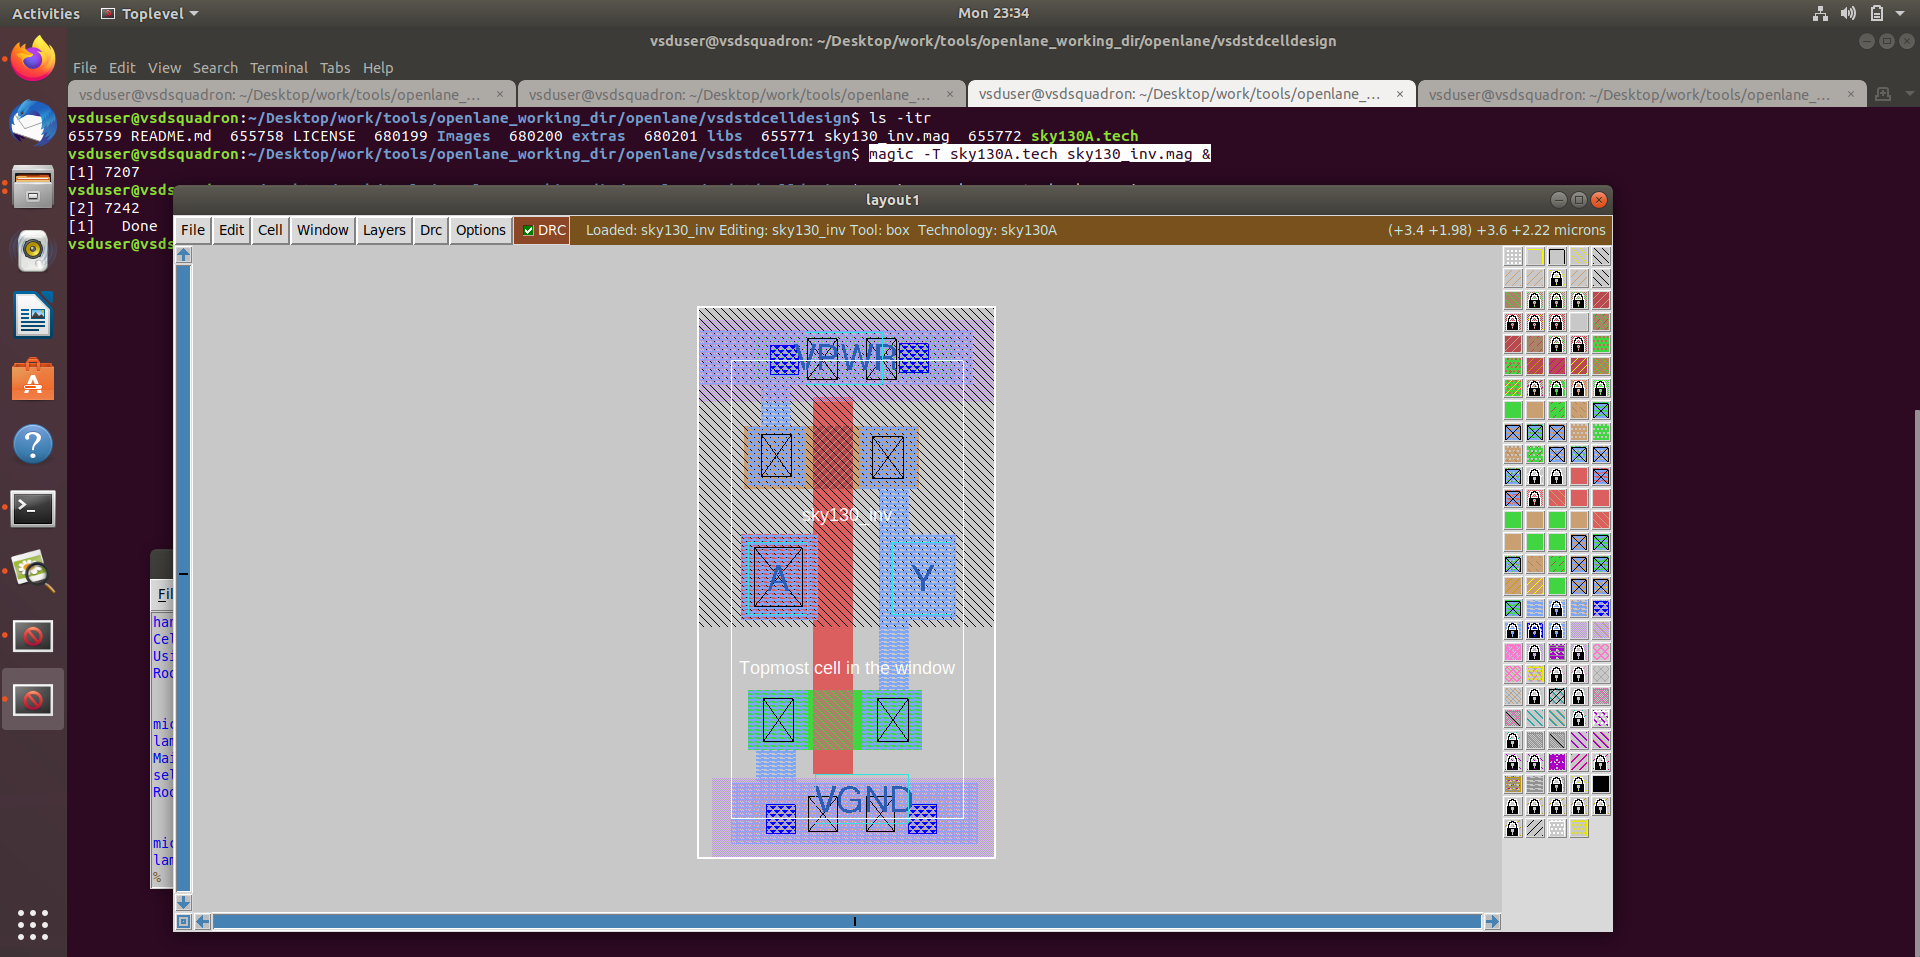 Activities Toplevel Mon 23:34
vsduser@vsdsquadron: ~/Desktop/work/tools/openlane_working_dir/openlane/vsdstdcelldesign
File Edit View Search Terminal Tabs Help
vsduser@vsdsquadron: ~/Desktop/work/tools/openlane_... × vsduser@vsdsquadron: ~/Desktop/work/tools/openlane_... × vsduser@vsdsquadron: ~/Desktop/work/tools/openlane_... × vsduser@vsdsquadron: ~/Desktop/work/tools/openlane_... ×
vsduser@vsdsquadron:~/Desktop/work/tools/openlane_working_dir/openlane/vsdstdcelldesign$ ls -itr
655759 README.md 655758 LICENSE 680199 Images 680200 extras 680201 libs 655771 sky130_inv.mag 655772 sky130A.tech
vsduser@vsdsquadron:~/Desktop/work/tools/openlane_working_dir/openlane/vsdstdcelldesign$ magic -T sky130A.tech sky130_inv.mag &
[1] 7207
vsduser@vsds
[2] 7242
[1] Done
vsduser@vsds
layout1
File Edit Cell Window Layers Drc Options DRC Loaded: sky130_inv Editing: sky130_inv Tool: box Technology: sky130A (+3.4 +1.98) +3.6 +2.22 microns
VPWR
sky130_inv
A Y
Topmost cell in the window
VGND
Fil
han
Cel
Usi
Roo
mic
lam
Mai
sel
Roo
mic
lam
%